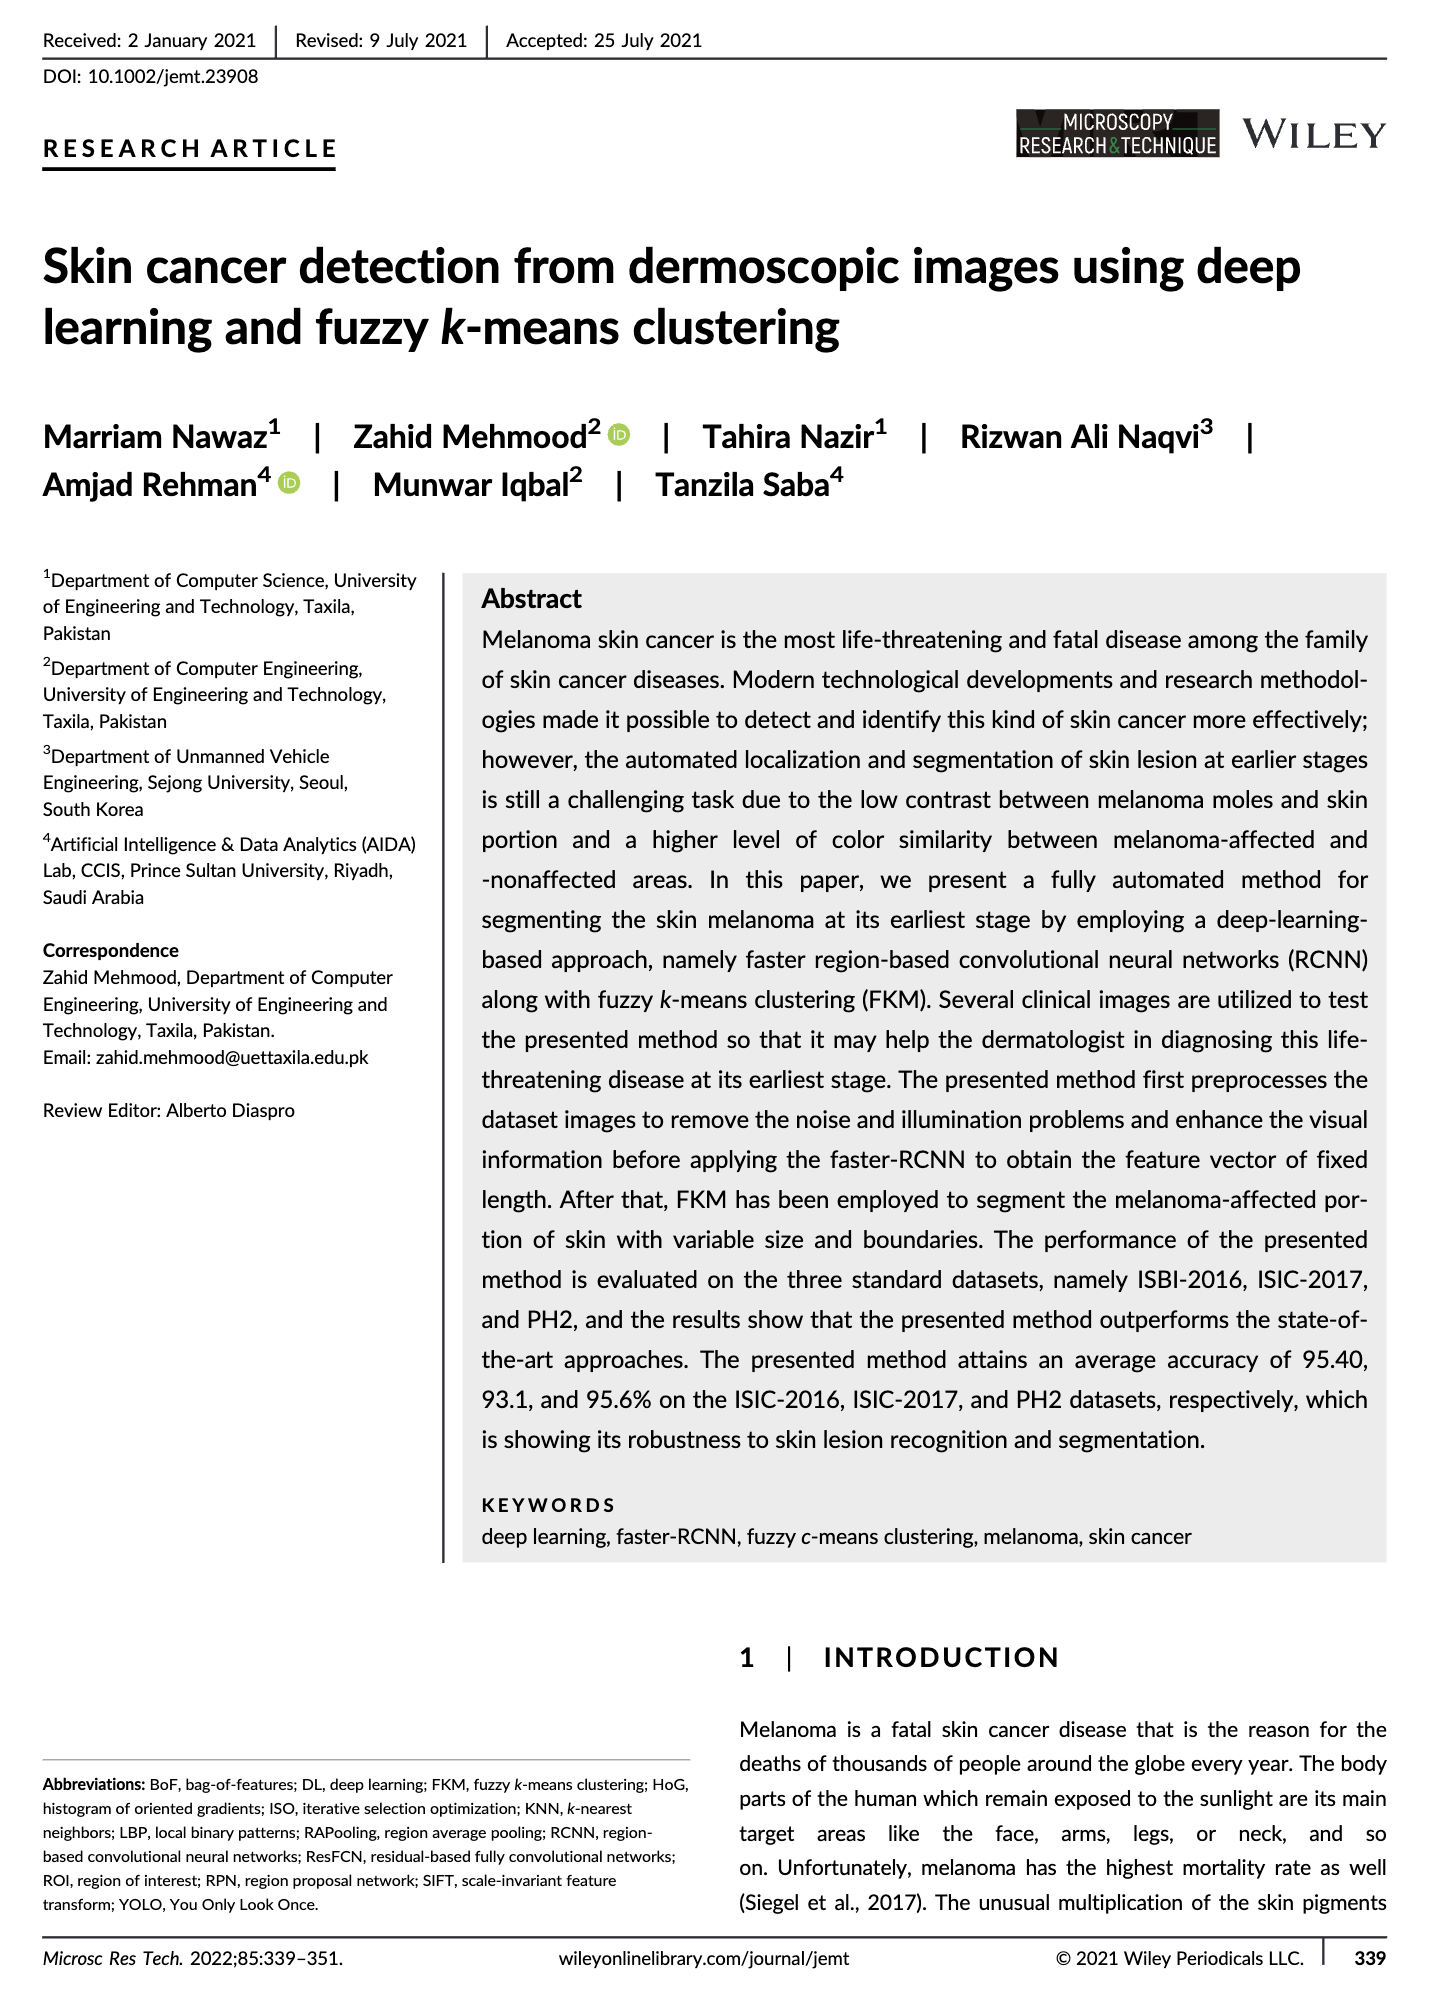 Received: 2 January 2021 | Revised: 9 July 2021 | Accepted: 25 July 2021
DOI: 10.1002/jemt.23908
RESEARCH ARTICLE
MICROSCOPY
RESEARCH&TECHNIQUE
WILEY
Skin cancer detection from dermoscopic images using deep
learning and fuzzy k-means clustering
Marriam Nawaz1 | Zahid Mehmood2 iD | Tahira Nazir1 | Rizwan Ali Naqvi3 |
Amjad Rehman4 iD | Munwar Iqbal2 | Tanzila Saba4
1Department of Computer Science, University
of Engineering and Technology, Taxila,
Pakistan
2Department of Computer Engineering,
University of Engineering and Technology,
Taxila, Pakistan
3Department of Unmanned Vehicle
Engineering, Sejong University, Seoul,
South Korea
4Artificial Intelligence & Data Analytics (AIDA)
Lab, CCIS, Prince Sultan University, Riyadh,
Saudi Arabia
Correspondence
Zahid Mehmood, Department of Computer
Engineering, University of Engineering and
Technology, Taxila, Pakistan.
Email: zahid.mehmood@uettaxila.edu.pk
Review Editor: Alberto Diaspro
Abstract
Melanoma skin cancer is the most life-threatening and fatal disease among the family
of skin cancer diseases. Modern technological developments and research methodol-
ogies made it possible to detect and identify this kind of skin cancer more effectively;
however, the automated localization and segmentation of skin lesion at earlier stages
is still a challenging task due to the low contrast between melanoma moles and skin
portion and a higher level of color similarity between melanoma-affected and
-nonaffected areas. In this paper, we present a fully automated method for
segmenting the skin melanoma at its earliest stage by employing a deep-learning-
based approach, namely faster region-based convolutional neural networks (RCNN)
along with fuzzy k-means clustering (FKM). Several clinical images are utilized to test
the presented method so that it may help the dermatologist in diagnosing this life-
threatening disease at its earliest stage. The presented method first preprocesses the
dataset images to remove the noise and illumination problems and enhance the visual
information before applying the faster-RCNN to obtain the feature vector of fixed
length. After that, FKM has been employed to segment the melanoma-affected por-
tion of skin with variable size and boundaries. The performance of the presented
method is evaluated on the three standard datasets, namely ISBI-2016, ISIC-2017,
and PH2, and the results show that the presented method outperforms the state-of-
the-art approaches. The presented method attains an average accuracy of 95.40,
93.1, and 95.6% on the ISIC-2016, ISIC-2017, and PH2 datasets, respectively, which
is showing its robustness to skin lesion recognition and segmentation.
KEYWORDS
deep learning, faster-RCNN, fuzzy c-means clustering, melanoma, skin cancer
Abbreviations: BoF, bag-of-features; DL, deep learning; FKM, fuzzy k-means clustering; HoG,
histogram of oriented gradients; ISO, iterative selection optimization; KNN, k-nearest
neighbors; LBP, local binary patterns; RAPooling, region average pooling; RCNN, region-
based convolutional neural networks; ResFCN, residual-based fully convolutional networks;
ROI, region of interest; RPN, region proposal network; SIFT, scale-invariant feature
transform; YOLO, You Only Look Once.
1 | INTRODUCTION
Melanoma is a fatal skin cancer disease that is the reason for the
deaths of thousands of people around the globe every year. The body
parts of the human which remain exposed to the sunlight are its main
target areas like the face, arms, legs, or neck, and so
on. Unfortunately, melanoma has the highest mortality rate as well
(Siegel et al., 2017). The unusual multiplication of the skin pigments
Microsc Res Tech. 2022;85:339–351. wileyonlinelibrary.com/journal/jemt © 2021 Wiley Periodicals LLC. | 339